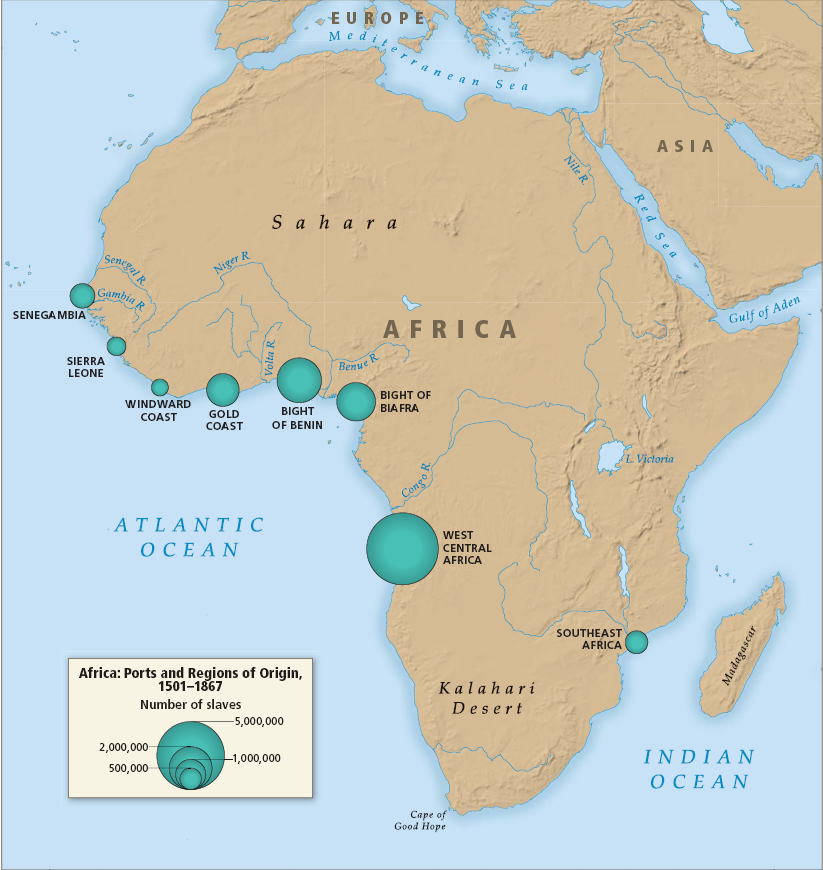 EUROPE
Mediterranean Sea
ASIA
Nile R.
Red Sea
Sahara
Senegal R.
Niger R.
Gambia R.
SENEGAMBIA
Gulf of Aden
AFRICA
SIERRA
LEONE
Volta R.
Benue R.
WINDWARD
COAST
GOLD
COAST
BIGHT
OF BENIN
BIGHT OF
BIAFRA
L. Victoria
Congo R.
ATLANTIC
OCEAN
WEST
CENTRAL
AFRICA
SOUTHEAST
AFRICA
Madagascar
Kalahari
Desert
INDIAN
OCEAN
Cape of
Good Hope
Africa: Ports and Regions of Origin,
1501–1867
Number of slaves
5,000,000
2,000,000
1,000,000
500,000